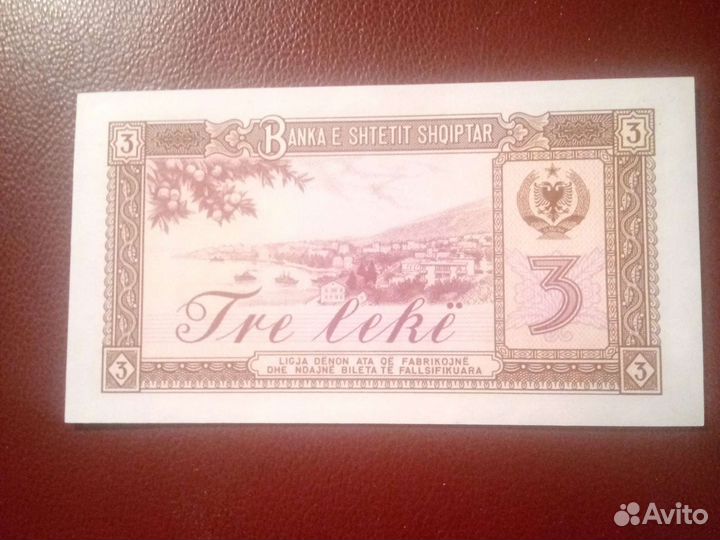 3 BANKA E SHTETIT SHQIPTAR 3
Tre lekë
3
LIGJA DËNON ATA QË FABRIKOJNË
DHE NDAJNË BILETA TË FALLSIFIKUARA
3 3
Avito